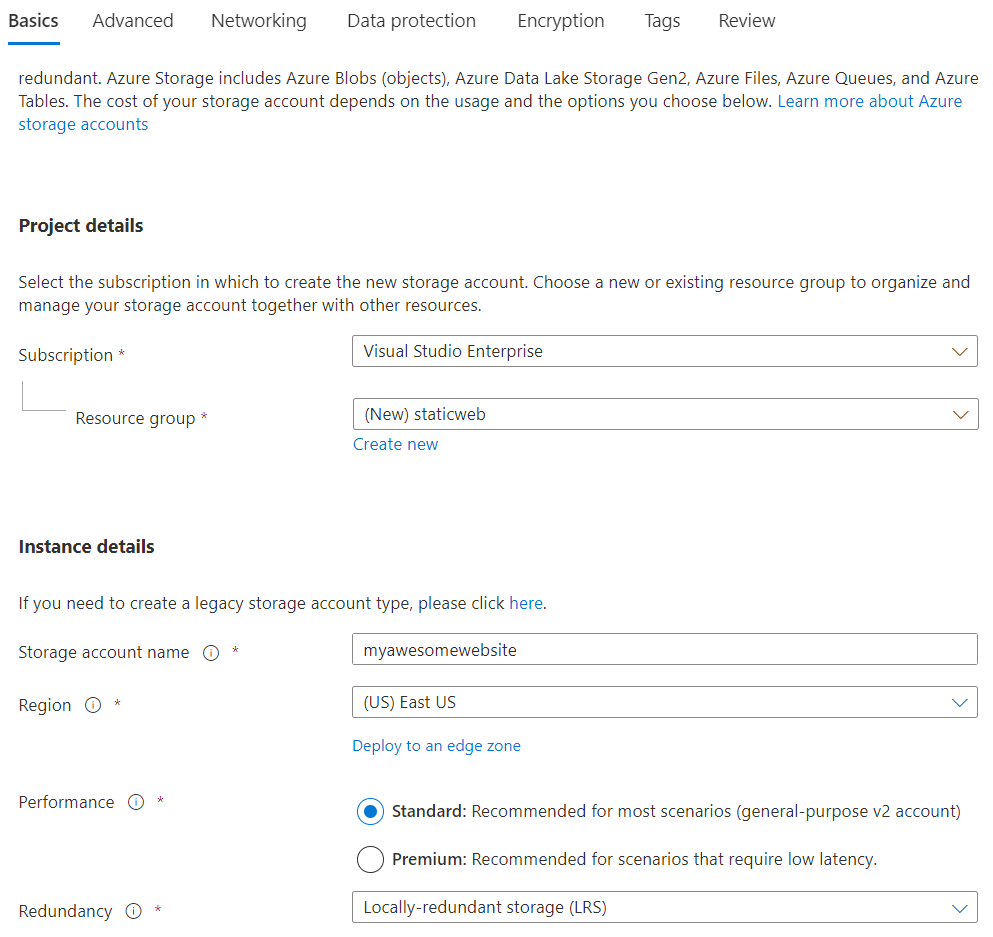 Basics Advanced Networking Data protection Encryption Tags Review
redundant. Azure Storage includes Azure Blobs (objects), Azure Data Lake Storage Gen2, Azure Files, Azure Queues, and Azure
Tables. The cost of your storage account depends on the usage and the options you choose below. Learn more about Azure
storage accounts
Project details
Select the subscription in which to create the new storage account. Choose a new or existing resource group to organize and
manage your storage account together with other resources.
Subscription * Visual Studio Enterprise
Resource group * (New) staticweb
Create new
Instance details
If you need to create a legacy storage account type, please click here.
Storage account name * myawesomewebsite
Region * (US) East US
Deploy to an edge zone
Performance * Standard: Recommended for most scenarios (general-purpose v2 account)
Premium: Recommended for scenarios that require low latency.
Redundancy * Locally-redundant storage (LRS)